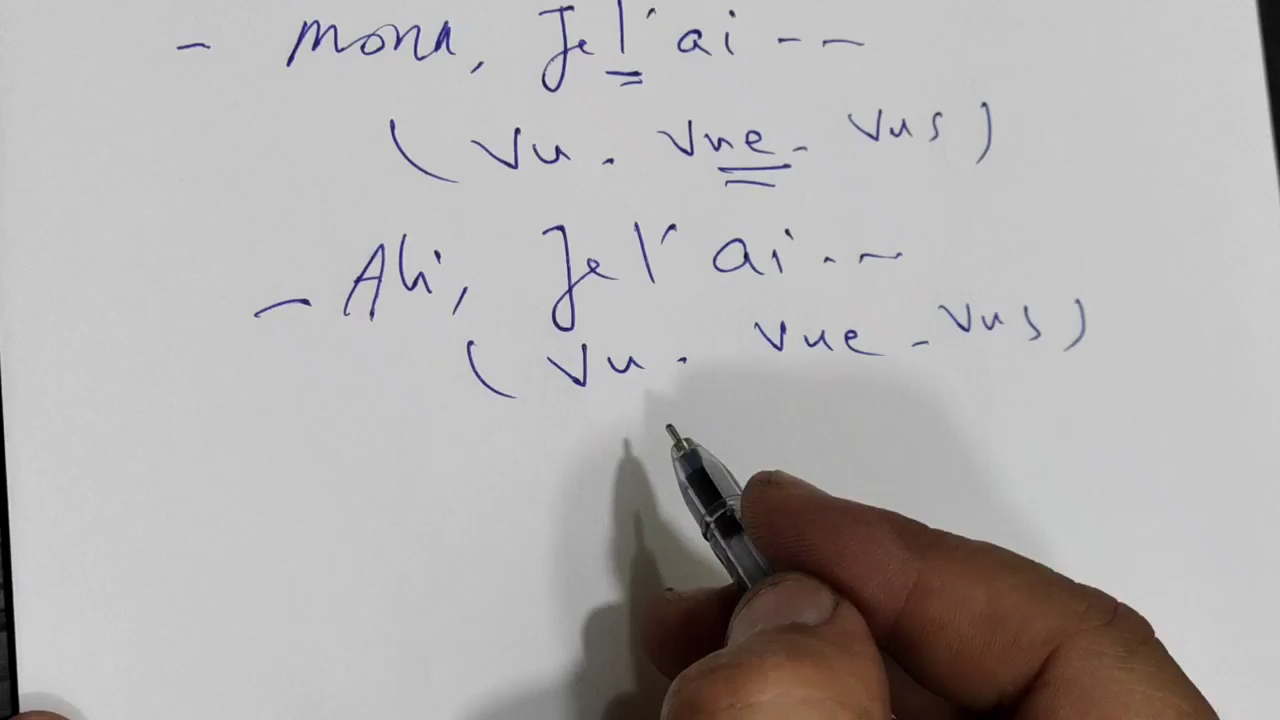 - mona, Je l'ai --
( vu - vue - vus )
- Ali, Je l'ai --
( vu - vue - vus )